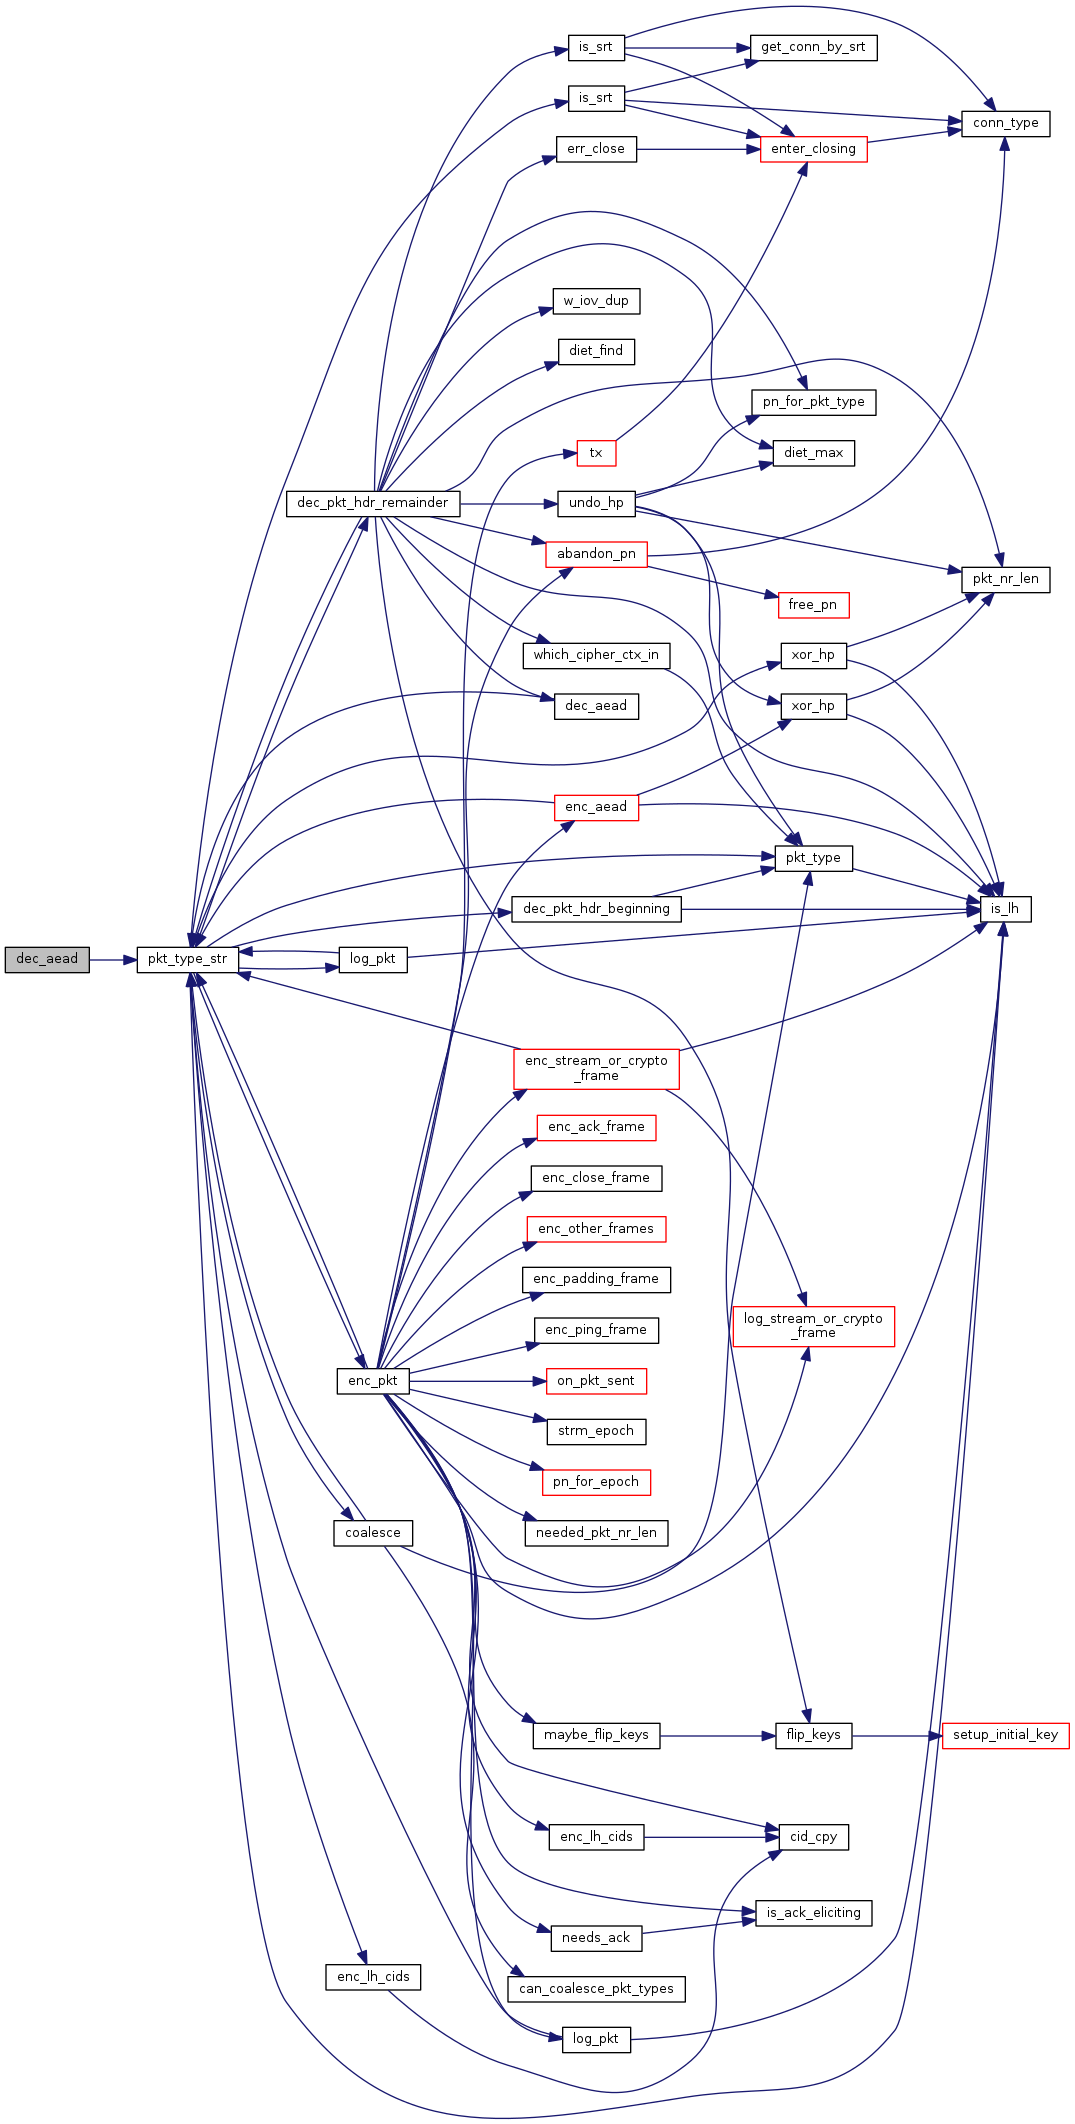 is_srt
get_conn_by_srt
is_srt
conn_type
err_close
enter_closing
w_iov_dup
diet_find
pn_for_pkt_type
tx
diet_max
dec_pkt_hdr_remainder
undo_hp
abandon_pn
pkt_nr_len
free_pn
which_cipher_ctx_in
xor_hp
dec_aead
xor_hp
enc_aead
pkt_type
dec_pkt_hdr_beginning
is_lh
dec_aead
pkt_type_str
log_pkt
enc_stream_or_crypto
_frame
enc_ack_frame
enc_close_frame
enc_other_frames
enc_padding_frame
log_stream_or_crypto
_frame
enc_ping_frame
enc_pkt
on_pkt_sent
strm_epoch
pn_for_epoch
coalesce
needed_pkt_nr_len
maybe_flip_keys
flip_keys
setup_initial_key
enc_lh_cids
cid_cpy
is_ack_eliciting
needs_ack
enc_lh_cids
can_coalesce_pkt_types
log_pkt